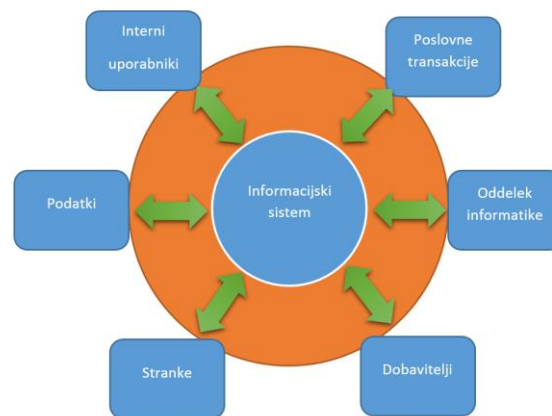 Interni
uporabniki
Poslovne
transakcije
Podatki
Informacijski
sistem
Oddelek
informatike
Stranke
Dobavitelji